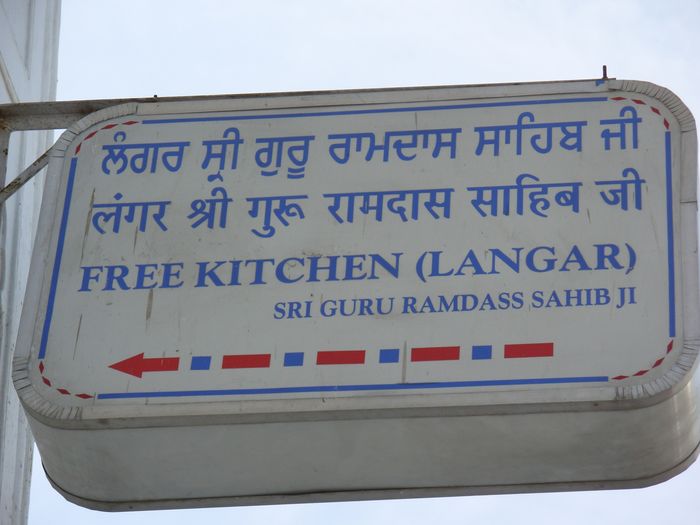 ਲੰਗਰ ਸ੍ਰੀ ਗੁਰੂ ਰਾਮਦਾਸ ਸਾਹਿਬ ਜੀ
लंगर श्री गुरू रामदास साहिब जी
FREE KITCHEN (LANGAR)
SRI GURU RAMDASS SAHIB JI